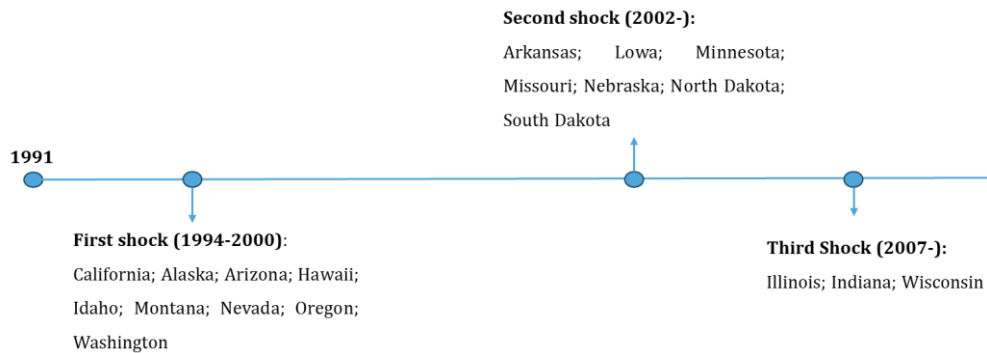 Second shock (2002-):
Arkansas; Lowa; Minnesota;
Missouri; Nebraska; North Dakota;
South Dakota
1991
First shock (1994-2000):
California; Alaska; Arizona; Hawaii;
Idaho; Montana; Nevada; Oregon;
Washington
Third Shock (2007-):
Illinois; Indiana; Wisconsin